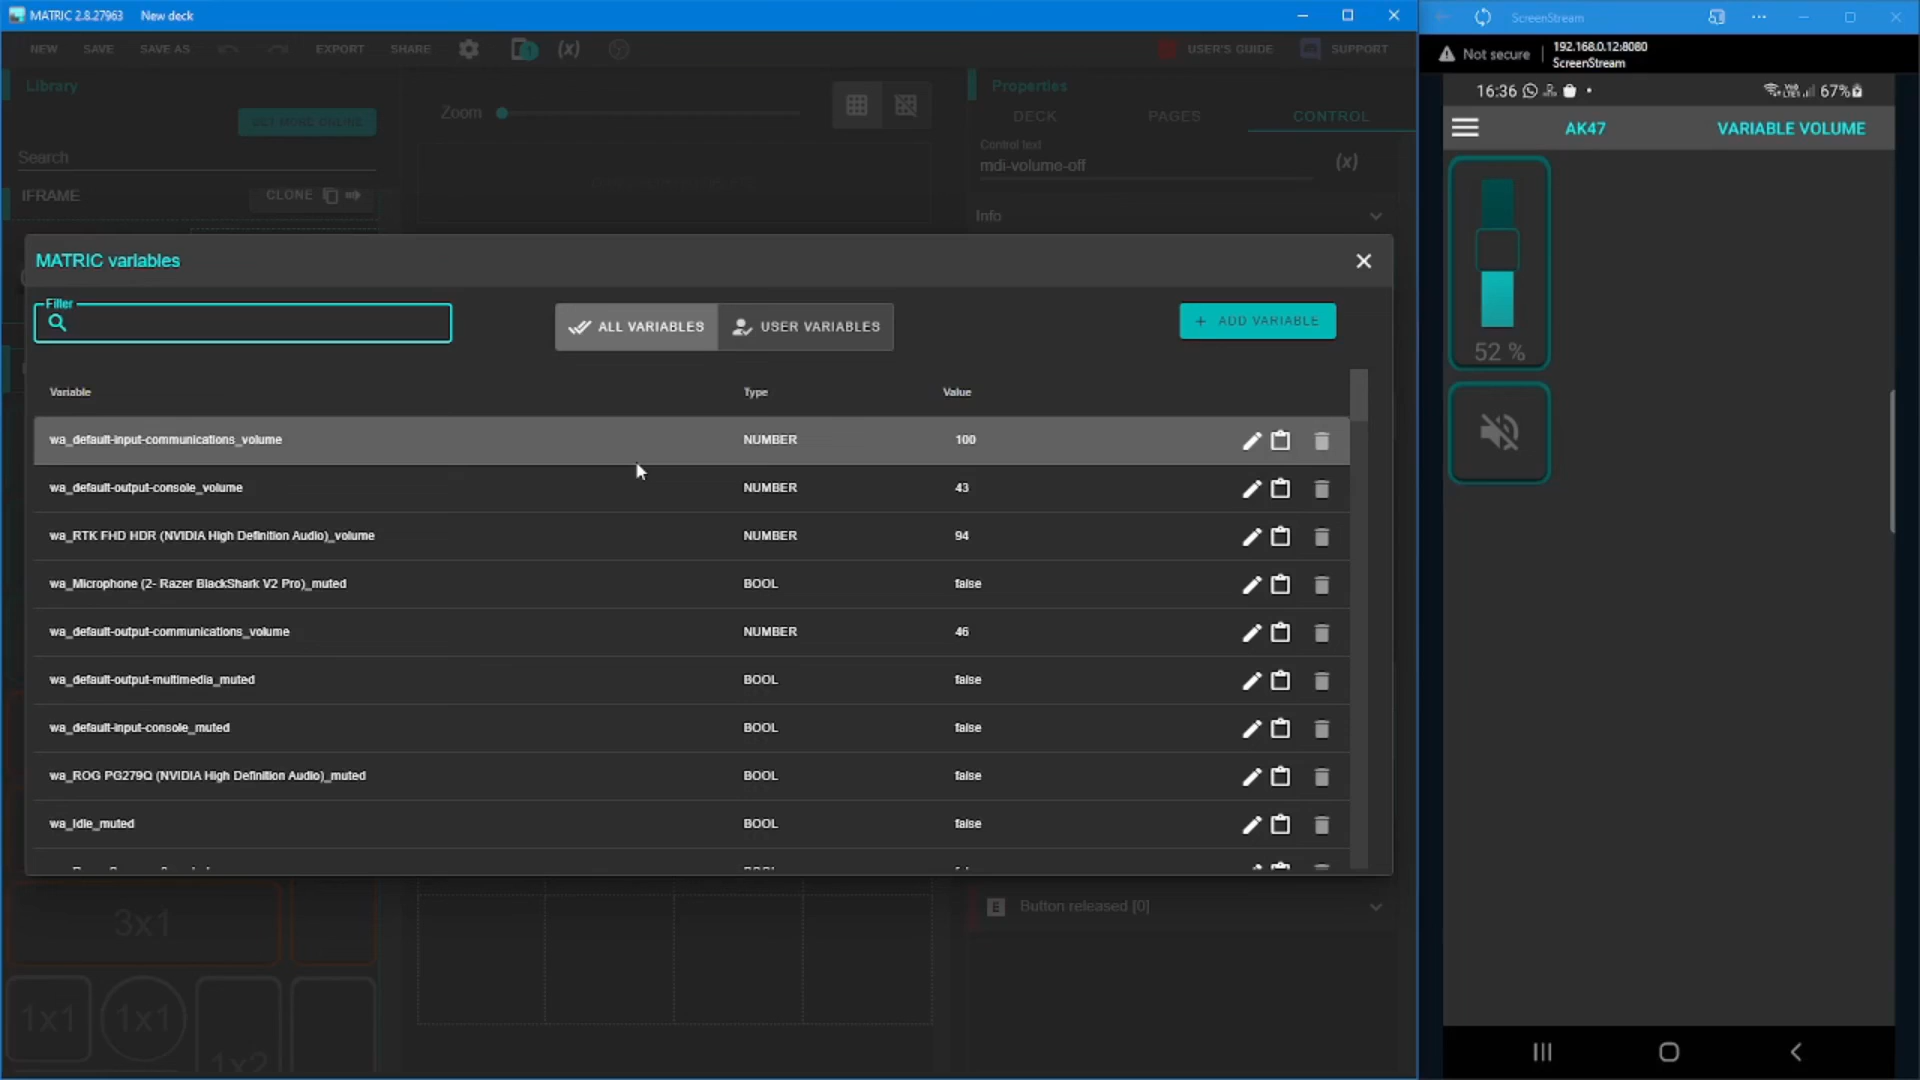 MATRIC 2.8.27963 New deck
NEW SAVE SAVE AS EXPORT SHARE (x) USER'S GUIDE SUPPORT
Library
GET MORE ONLINE
Search
IFRAME
CLONE
Zoom
Properties
DECK PAGES CONTROL
Control text
mdi-volume-off
(x)
Info
MATRIC variables
Filter
ALL VARIABLES
USER VARIABLES
+ ADD VARIABLE
Variable Type Value
wa_default-input-communications_volume NUMBER 100
wa_default-output-console_volume NUMBER 43
wa_RTK FHD HDR (NVIDIA High Definition Audio)_volume NUMBER 94
wa_Microphone (2- Razer BlackShark V2 Pro)_muted BOOL false
wa_default-output-communications_volume NUMBER 46
wa_default-output-multimedia_muted BOOL false
wa_default-input-console_muted BOOL false
wa_ROG PG279Q (NVIDIA High Definition Audio)_muted BOOL false
wa_Idle_muted BOOL false
E Button released [0]
3x1
1x1 1x1 1x2
ScreenStream
Not secure
192.168.0.12:8080
ScreenStream
16:36
67%
AK47 VARIABLE VOLUME
52 %